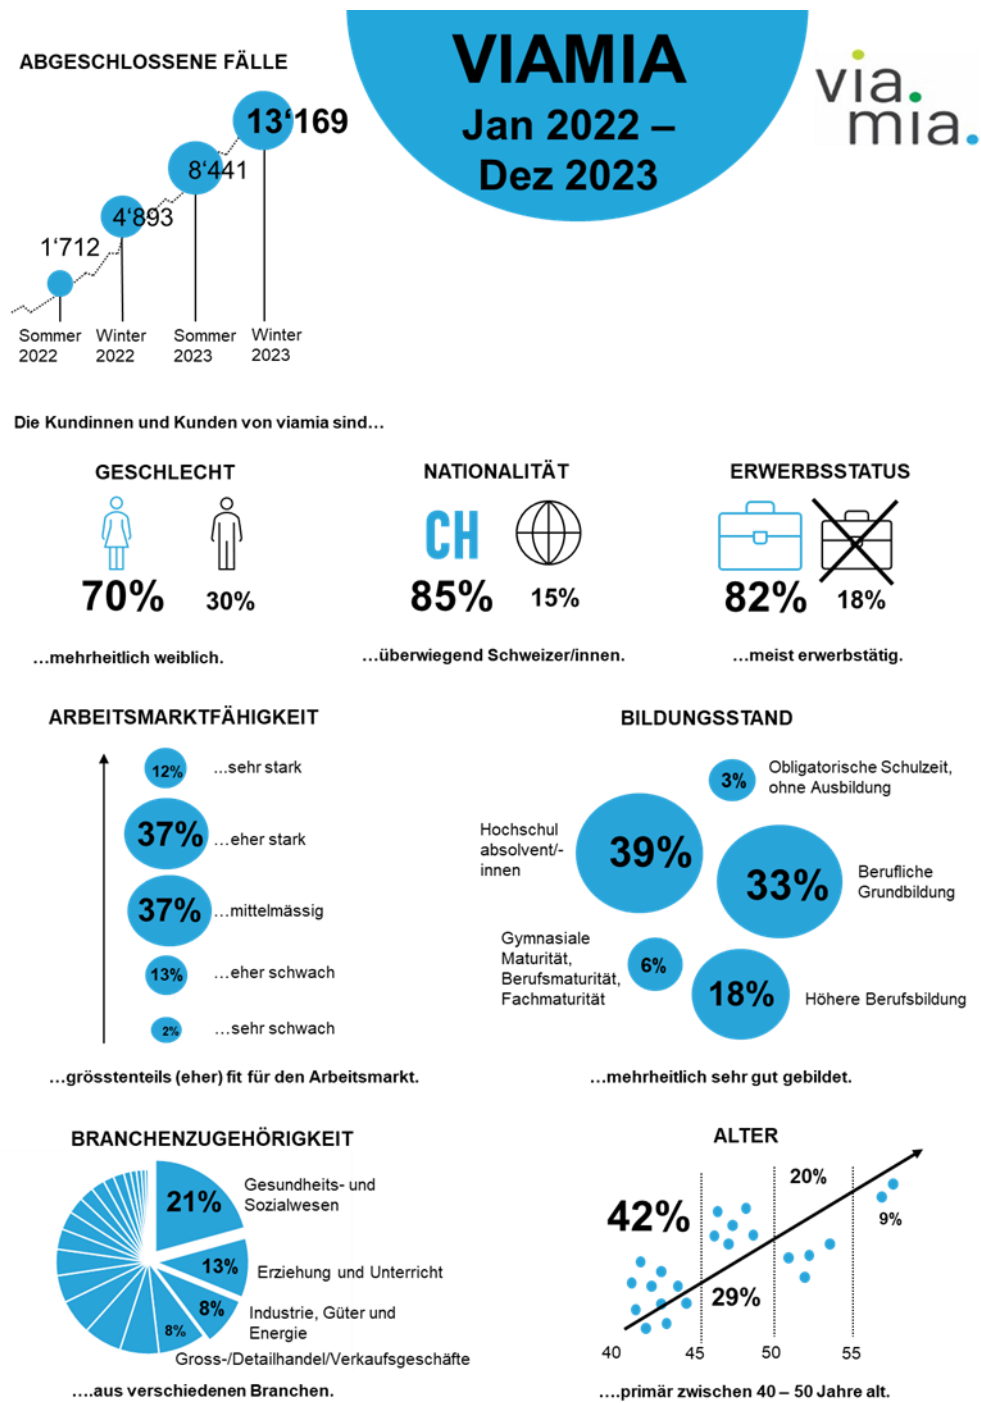 ABGESCHLOSSENE FÄLLE
13‘169
8‘441
4‘893
1‘712
Sommer 2022
Winter 2022
Sommer 2023
Winter 2023
VIAMIA
Jan 2022 –
Dez 2023
via.
mia.
Die Kundinnen und Kunden von viamia sind…
GESCHLECHT
70%
30%
…mehrheitlich weiblich.
NATIONALITÄT
CH
85%
15%
…überwiegend Schweizer/innen.
ERWERBSSTATUS
82%
18%
…meist erwerbstätig.
ARBEITSMARKTFÄHIGKEIT
12% …sehr stark
37% …eher stark
37% …mittelmässig
13% …eher schwach
2% …sehr schwach
…grösstenteils (eher) fit für den Arbeitsmarkt.
BILDUNGSSTAND
3%
Obligatorische Schulzeit,
ohne Ausbildung
Hochschul
absolvent/-
innen
39%
33%
Berufliche
Grundbildung
Gymnasiale
Maturität,
Berufsmaturität,
Fachmaturität
6%
18%
Höhere Berufsbildung
…mehrheitlich sehr gut gebildet.
BRANCHENZUGEHÖRIGKEIT
21%
Gesundheits- und
Sozialwesen
13%
Erziehung und Unterricht
8%
Industrie, Güter und
Energie
8%
Gross-/Detailhandel/Verkaufsgeschäfte
….aus verschiedenen Branchen.
ALTER
42%
29%
20%
9%
40 45 50 55
….primär zwischen 40 – 50 Jahre alt.